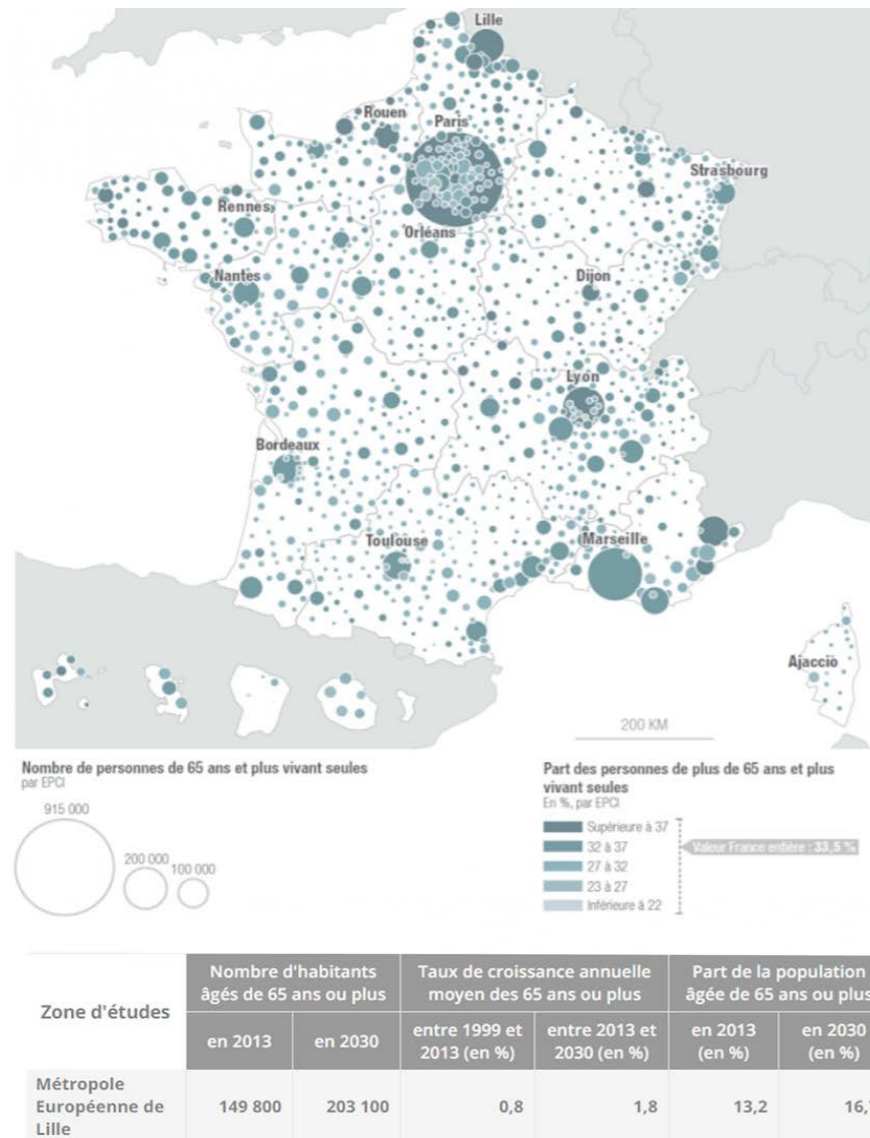 Lille
Rouen
Paris
Strasbourg
Rennes
Orléans
Nantes
Dijon
Lyon
Bordeaux
Toulouse
Marseille
Ajaccio
200 KM
Nombre de personnes de 65 ans et plus vivant seules
par EPCI
915 000
200 000
100 000
Part des personnes de plus de 65 ans et plus
vivant seules
En %, par EPCI
Supérieure à 37
32 à 37
27 à 32
23 à 27
Inférieure à 22
Valeur France entière : 33,5 %
Zone d'études
Nombre d'habitants
âgés de 65 ans ou plus
Taux de croissance annuelle
moyen des 65 ans ou plus
Part de la population
âgée de 65 ans ou plus
en 2013
en 2030
entre 1999 et
2013 (en %)
entre 2013 et
2030 (en %)
en 2013
(en %)
en 2030
(en %)
Métropole
Européenne de
Lille
149 800
203 100
0,8
1,8
13,2
16,